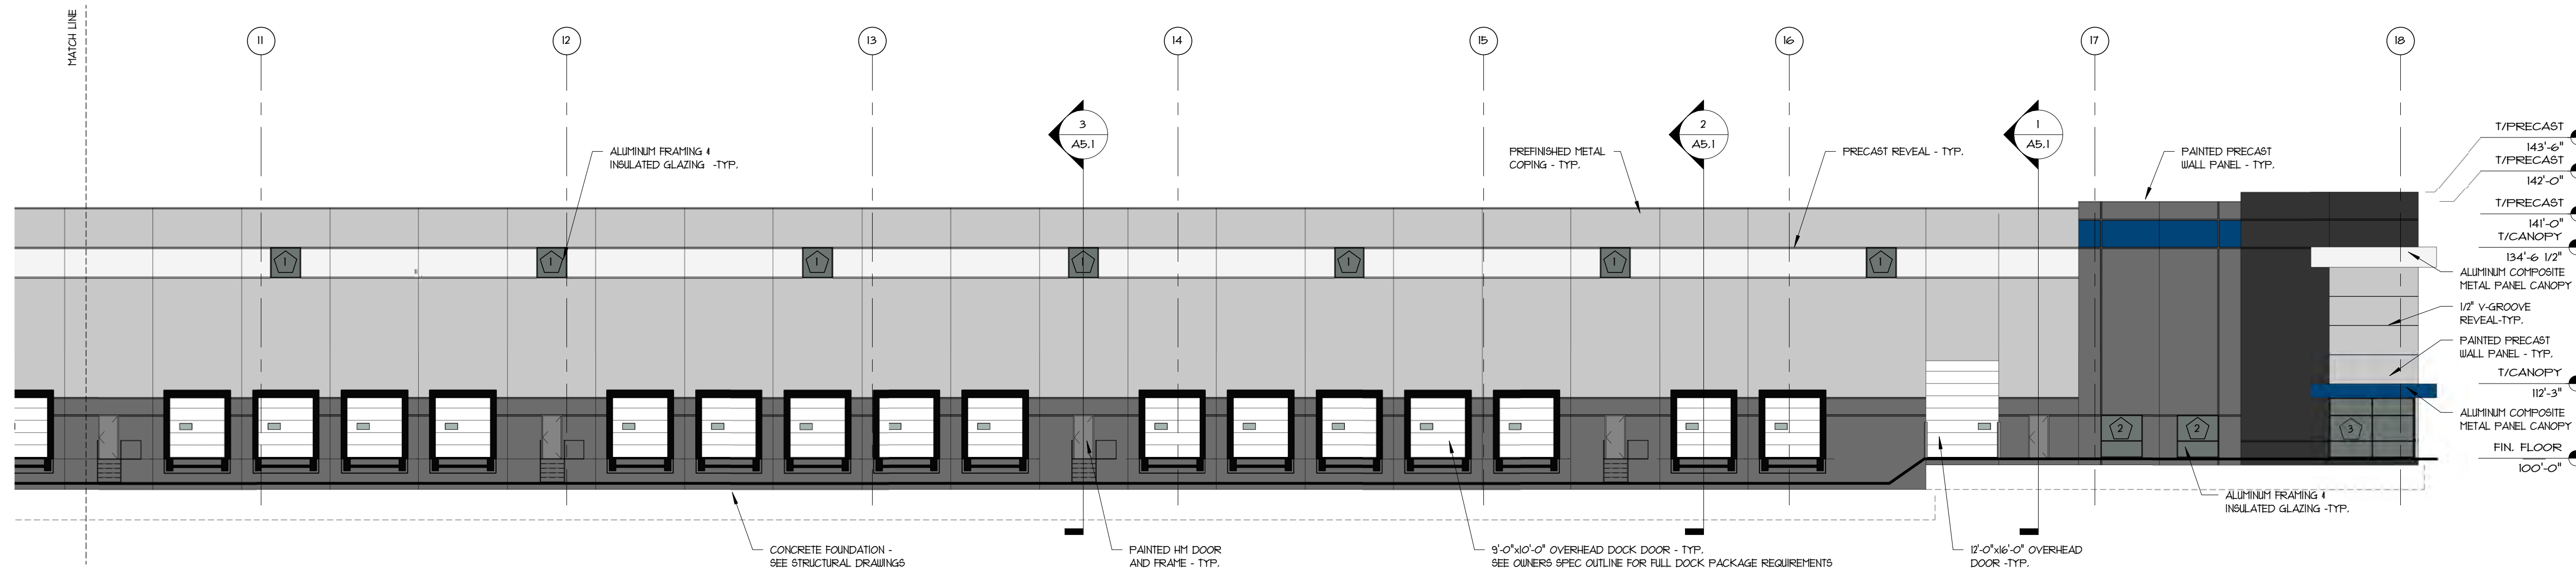 MATCH LINE
11
12
13
14
15
16
17
18
3
A5.1
2
A5.1
1
A5.1
ALUMINUM FRAMING &
INSULATED GLAZING -TYP.
PREFINISHED METAL
COPING - TYP.
PRECAST REVEAL - TYP.
PAINTED PRECAST
WALL PANEL - TYP.
T/PRECAST
143'-6"
T/PRECAST
142'-0"
T/PRECAST
141'-0"
T/CANOPY
134'-6 1/2"
ALUMINUM COMPOSITE
METAL PANEL CANOPY
1/2" V-GROOVE
REVEAL-TYP.
PAINTED PRECAST
WALL PANEL - TYP.
T/CANOPY
112'-3"
ALUMINUM COMPOSITE
METAL PANEL CANOPY
FIN. FLOOR
100'-0"
1
1
1
1
1
1
1
2
2
3
ALUMINUM FRAMING &
INSULATED GLAZING -TYP.
CONCRETE FOUNDATION -
SEE STRUCTURAL DRAWINGS
PAINTED HM DOOR
AND FRAME - TYP.
9'-0"x10'-0" OVERHEAD DOCK DOOR - TYP.
SEE OWNERS SPEC OUTLINE FOR FULL DOCK PACKAGE REQUIREMENTS
12'-0"x16'-0" OVERHEAD
DOOR -TYP.